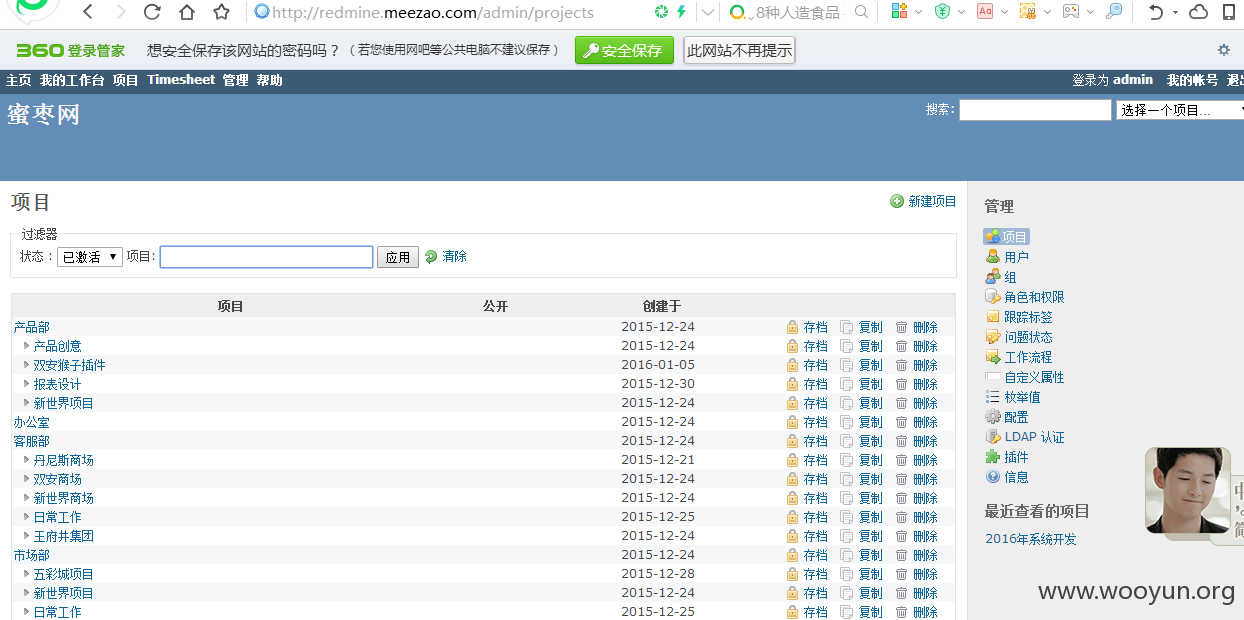 http://redmine.meezao.com/admin/projects 8种人造食品
360 登录管家 想安全保存该网站的密码吗？（若您使用网吧等公共电脑不建议保存） 安全保存 此网站不再提示
主页 我的工作台 项目 Timesheet 管理 帮助 登录为 admin 我的帐号
蜜枣网 搜索: 选择一个项目...
项目 新建项目
过滤器
状态： 已激活 项目: 应用 清除
项目 公开 创建于
产品部 2015-12-24 存档 复制 删除
产品创意 2015-12-24 存档 复制 删除
双安猴子插件 2016-01-05 存档 复制 删除
报表设计 2015-12-30 存档 复制 删除
新世界项目 2015-12-24 存档 复制 删除
办公室 2015-12-24 存档 复制 删除
客服部 2015-12-24 存档 复制 删除
丹尼斯商场 2015-12-21 存档 复制 删除
双安商场 2015-12-24 存档 复制 删除
新世界商场 2015-12-24 存档 复制 删除
日常工作 2015-12-25 存档 复制 删除
王府井集团 2015-12-24 存档 复制 删除
市场部 2015-12-24 存档 复制 删除
五彩城项目 2015-12-28 存档 复制 删除
新世界项目 2015-12-24 存档 复制 删除
日常工作 2015-12-25 存档 复制 删除
管理
项目
用户
组
角色和权限
跟踪标签
问题状态
工作流程
自定义属性
枚举值
配置
LDAP 认证
插件
信息
最近查看的项目
2016年系统开发
www.wooyun.org